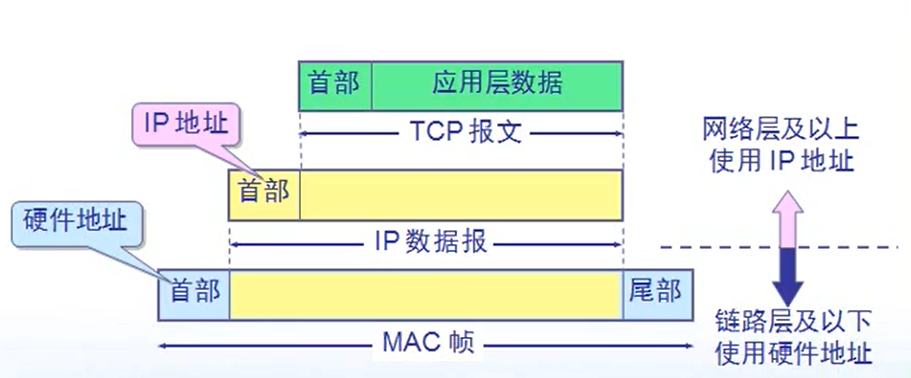 首部
应用层数据
TCP 报文
IP 地址
网络层及以上
使用 IP 地址
首部
硬件地址
IP 数据报
首部
尾部
MAC 帧
链路层及以下
使用硬件地址